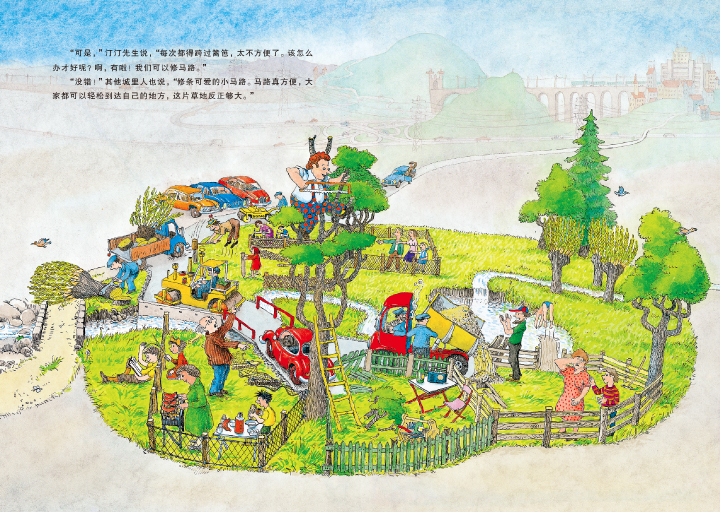 “可是，”汀汀先生说，“每次都得跨过篱笆，太不方便了。该怎么
办才好呢？啊，有啦！我们可以修马路。”
“没错！”其他城里人也说，“修条可爱的小马路。马路真方便，大
家都可以轻松到达自己的地方，这片草地反正够大。”